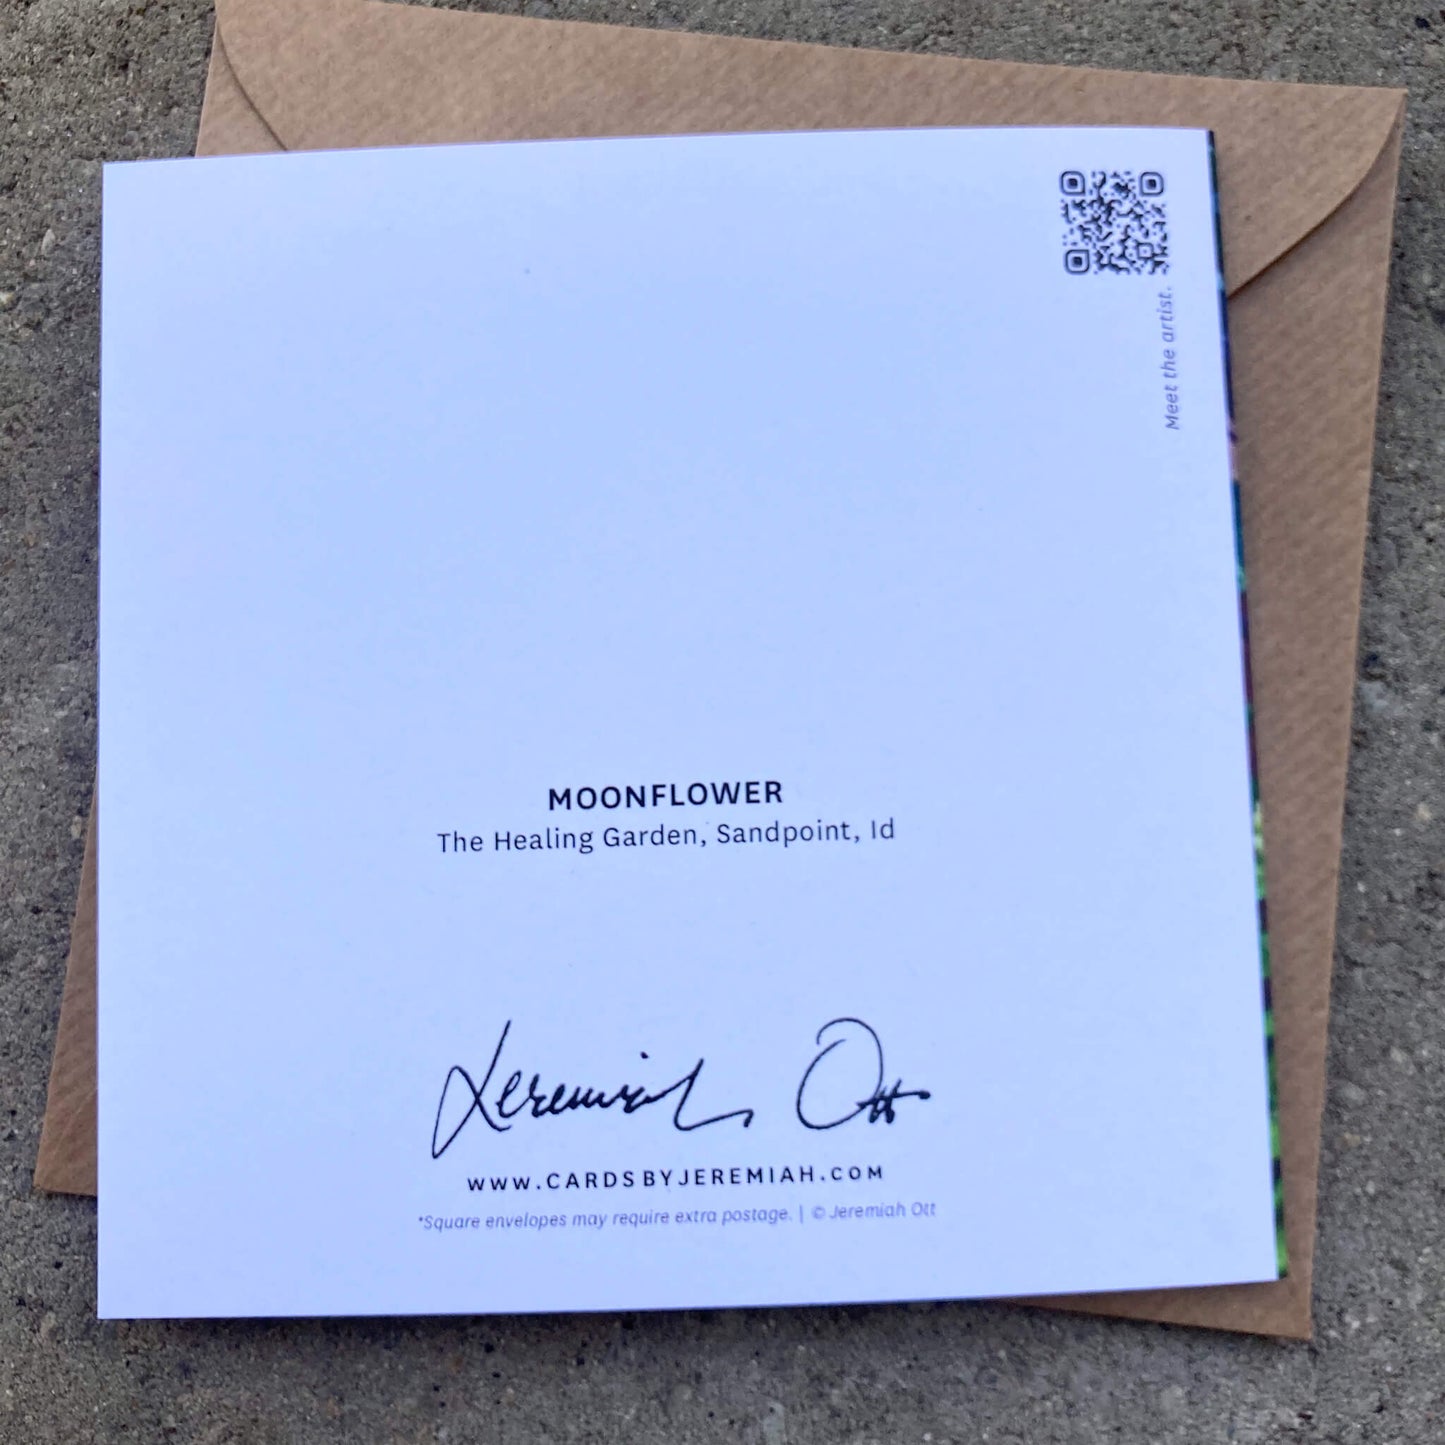 Meet the artist.
MOONFLOWER
The Healing Garden, Sandpoint, Id
Jeremiah Ott
WWW.CARDSBYJEREMIAH.COM
*Square envelopes may require extra postage. | © Jeremiah Ott